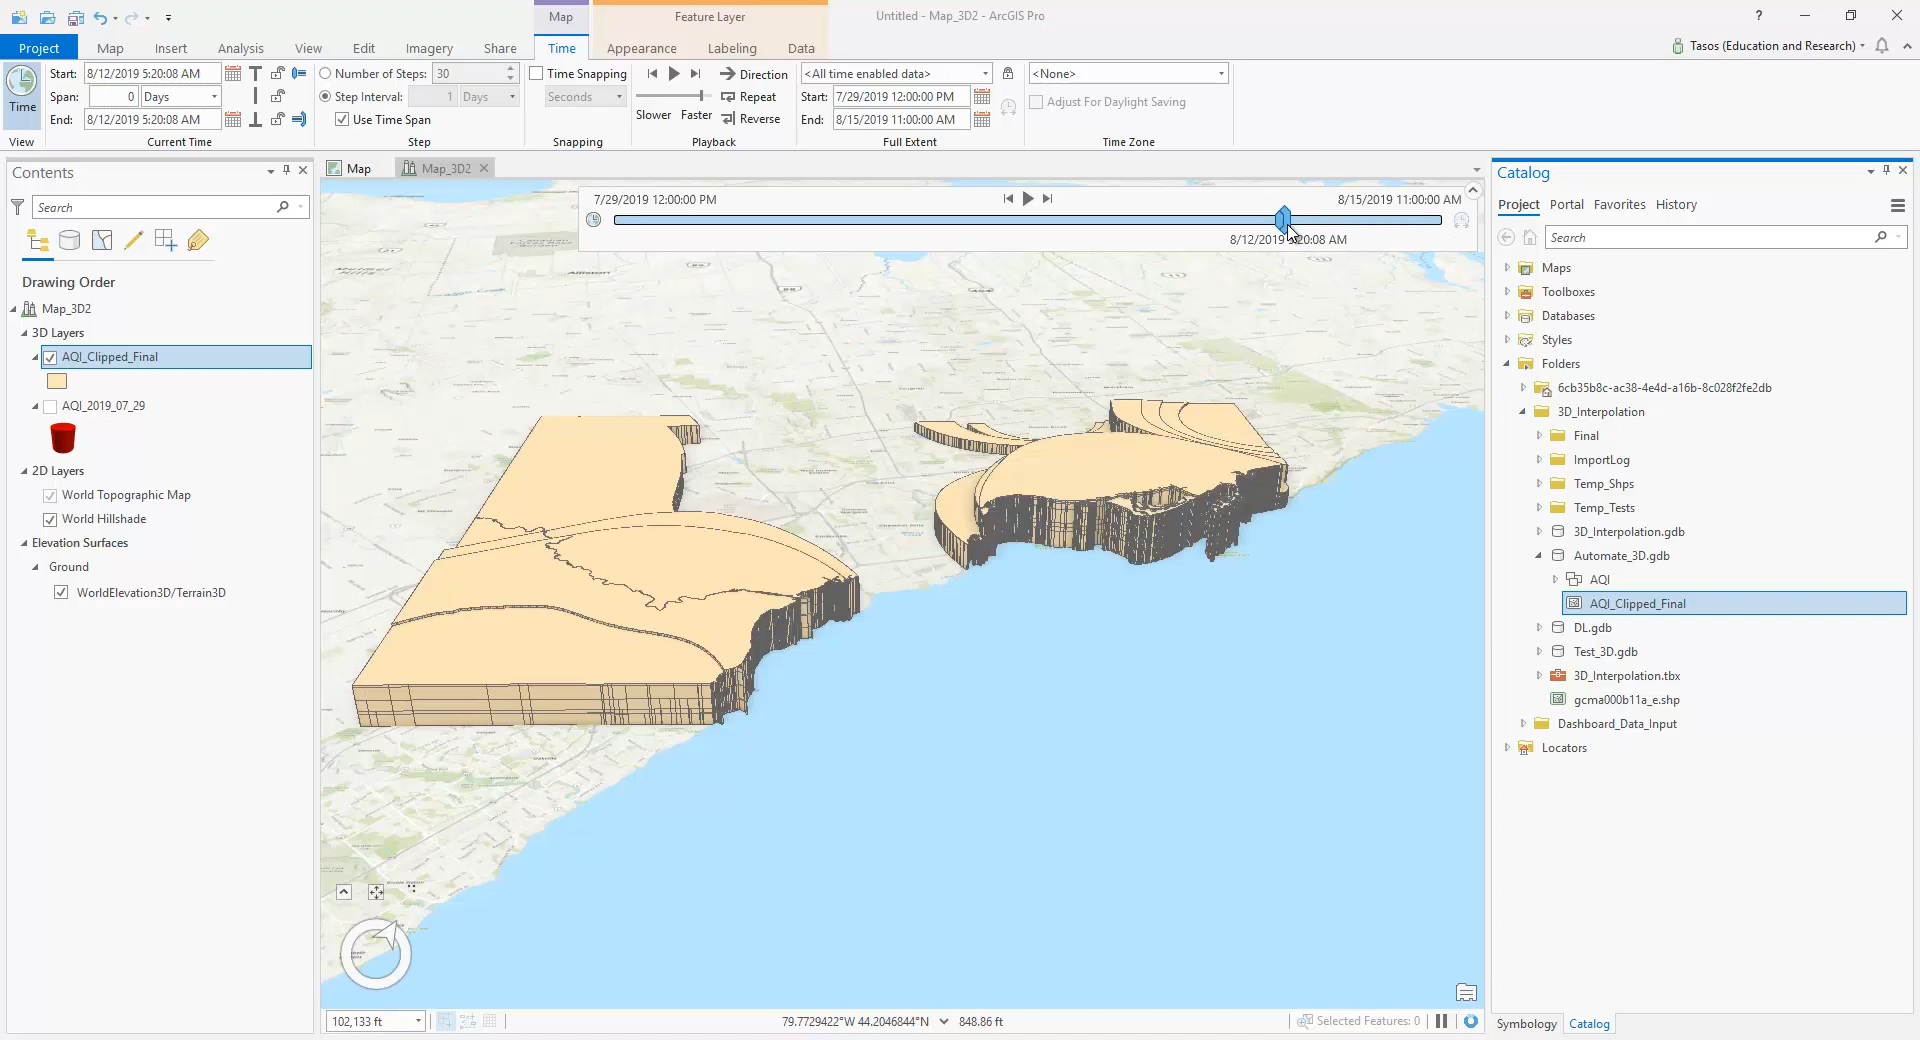 Map
Feature Layer
Untitled - Map_3D2 - ArcGIS Pro
?
Project
Map
Insert
Analysis
View
Edit
Imagery
Share
Time
Appearance
Labeling
Data
Tasos (Education and Research)
Time
View
Start: 8/12/2019 5:20:08 AM
Span: 0 Days
End: 8/12/2019 5:20:08 AM
Current Time
Number of Steps: 30
Step Interval: 1 Days
Use Time Span
Step
Time Snapping
Seconds
Snapping
Slower Faster
Direction
Repeat
Reverse
Playback
<All time enabled data>
Start: 7/29/2019 12:00:00 PM
End: 8/15/2019 11:00:00 AM
Full Extent
<None>
Adjust For Daylight Saving
Time Zone
Contents
Search
Drawing Order
Map_3D2
3D Layers
AQI_Clipped_Final
AQI_2019_07_29
2D Layers
World Topographic Map
World Hillshade
Elevation Surfaces
Ground
WorldElevation3D/Terrain3D
Map
Map_3D2
7/29/2019 12:00:00 PM
8/15/2019 11:00:00 AM
8/12/2019 5:20:08 AM
102,133 ft
79.7729422°W 44.2046844°N
848.86 ft
Selected Features: 0
Catalog
Project Portal Favorites History
Search
Maps
Toolboxes
Databases
Styles
Folders
6cb35b8c-ac38-4e4d-a16b-8c028f2fe2db
3D_Interpolation
Final
ImportLog
Temp_Shps
Temp_Tests
3D_Interpolation.gdb
Automate_3D.gdb
AQI
AQI_Clipped_Final
DL.gdb
Test_3D.gdb
3D_Interpolation.tbx
gcma000b11a_e.shp
Dashboard_Data_Input
Locators
Symbology Catalog